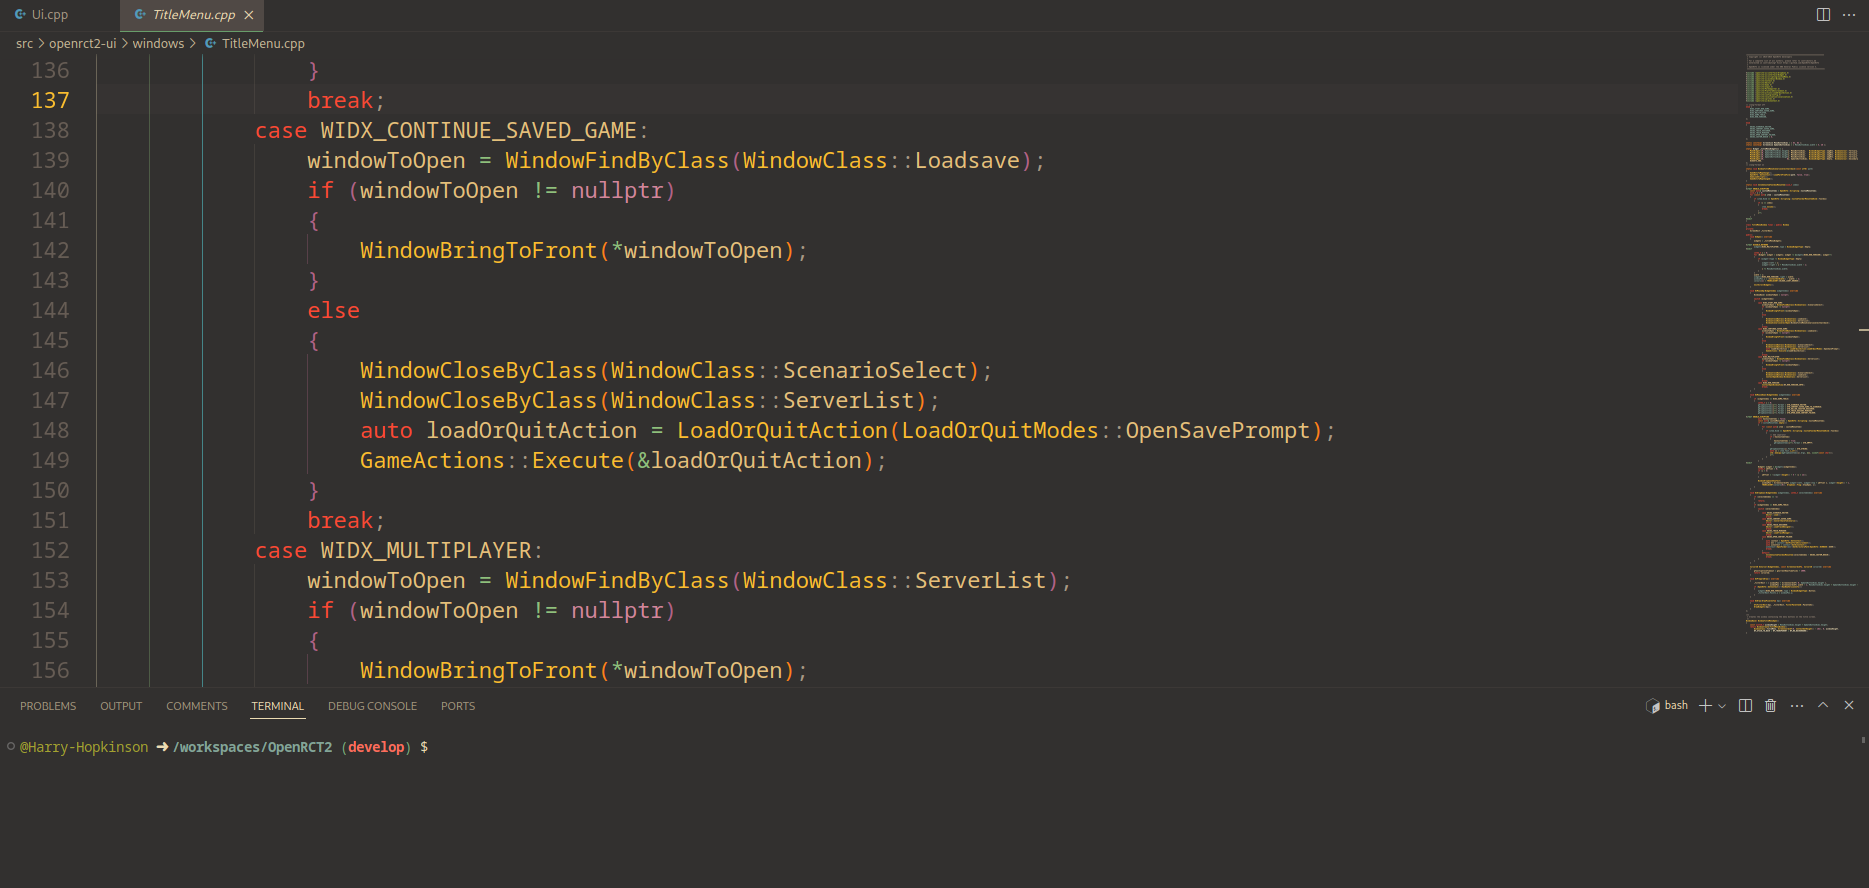 Ui.cpp
TitleMenu.cpp
src > openrct2-ui > windows > TitleMenu.cpp
136 }
137 break;
138 case WIDX_CONTINUE_SAVED_GAME:
139 windowToOpen = WindowFindByClass(WindowClass::Loadsave);
140 if (windowToOpen != nullptr)
141 {
142 WindowBringToFront(*windowToOpen);
143 }
144 else
145 {
146 WindowCloseByClass(WindowClass::ScenarioSelect);
147 WindowCloseByClass(WindowClass::ServerList);
148 auto loadOrQuitAction = LoadOrQuitAction(LoadOrQuitModes::OpenSavePrompt);
149 GameActions::Execute(&loadOrQuitAction);
150 }
151 break;
152 case WIDX_MULTIPLAYER:
153 windowToOpen = WindowFindByClass(WindowClass::ServerList);
154 if (windowToOpen != nullptr)
155 {
156 WindowBringToFront(*windowToOpen);
PROBLEMS OUTPUT COMMENTS TERMINAL DEBUG CONSOLE PORTS
bash
@Harry-Hopkinson ➜ /workspaces/OpenRCT2 (develop) $